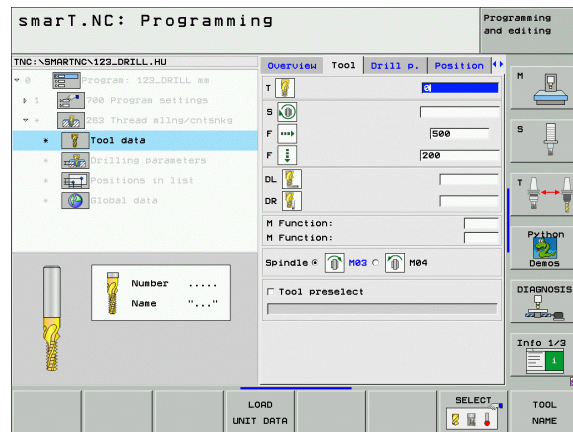 smarT.NC: Programming
Programming
and editing
TNC:\SMARTNC\123_DRILL.HU
0 Program: 123_DRILL mm
1 700 Program settings
* 263 Thread mllng/cntsnkg
* Tool data
* Drilling parameters
* Positions in list
* Global data
Number .....
Name "..."
Overview Tool Drill p. Position
T 0
S
F 500
F 200
DL
DR
M Function:
M Function:
Spindle M03 M04
Tool preselect
M
S
T
Python
Demos
DIAGNOSIS
Info 1/3
i
LOAD
UNIT DATA
SELECT
TOOL
NAME